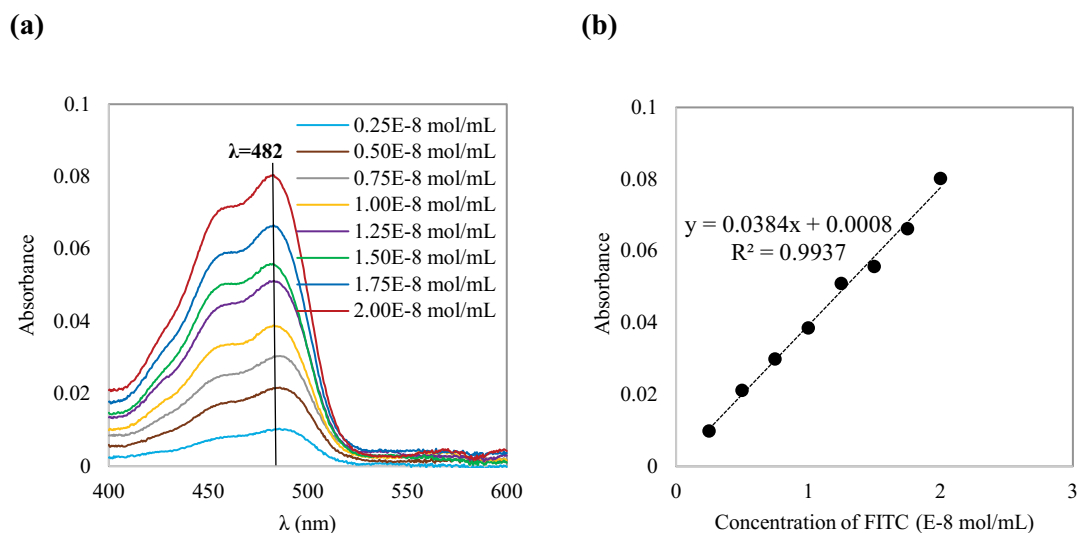 (a)
0.1
0.08
0.06
0.04
0.02
0
Absorbance
400
450
500
550
600
λ (nm)
λ=482
0.25E-8 mol/mL
0.50E-8 mol/mL
0.75E-8 mol/mL
1.00E-8 mol/mL
1.25E-8 mol/mL
1.50E-8 mol/mL
1.75E-8 mol/mL
2.00E-8 mol/mL
(b)
0.1
0.08
0.06
0.04
0.02
0
Absorbance
y = 0.0384x + 0.0008
R² = 0.9937
0
1
2
3
Concentration of FITC (E-8 mol/mL)